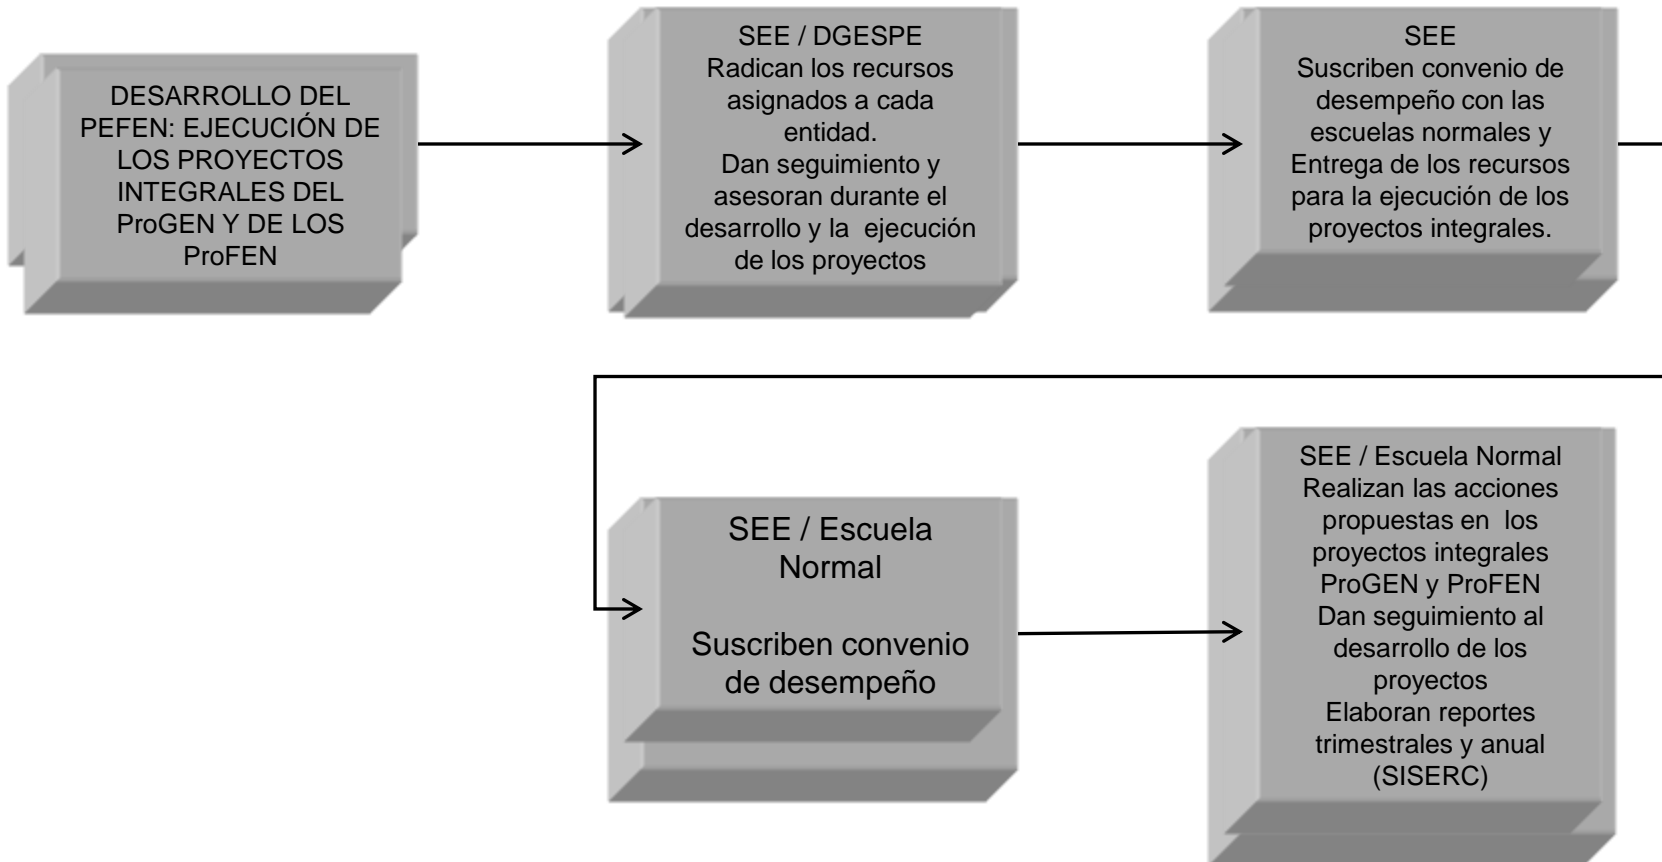 DESARROLLO DEL
PEFEN: EJECUCIÓN DE
LOS PROYECTOS
INTEGRALES DEL
ProGEN Y DE LOS
ProFEN
SEE / DGESPE
Radican los recursos
asignados a cada
entidad.
Dan seguimiento y
asesoran durante el
desarrollo y la ejecución
de los proyectos
SEE
Suscriben convenio de
desempeño con las
escuelas normales y
Entrega de los recursos
para la ejecución de los
proyectos integrales.
SEE / Escuela
Normal
Suscriben convenio
de desempeño
SEE / Escuela Normal
Realizan las acciones
propuestas en los
proyectos integrales
ProGEN y ProFEN
Dan seguimiento al
desarrollo de los
proyectos
Elaboran reportes
trimestrales y anual
(SISERC)